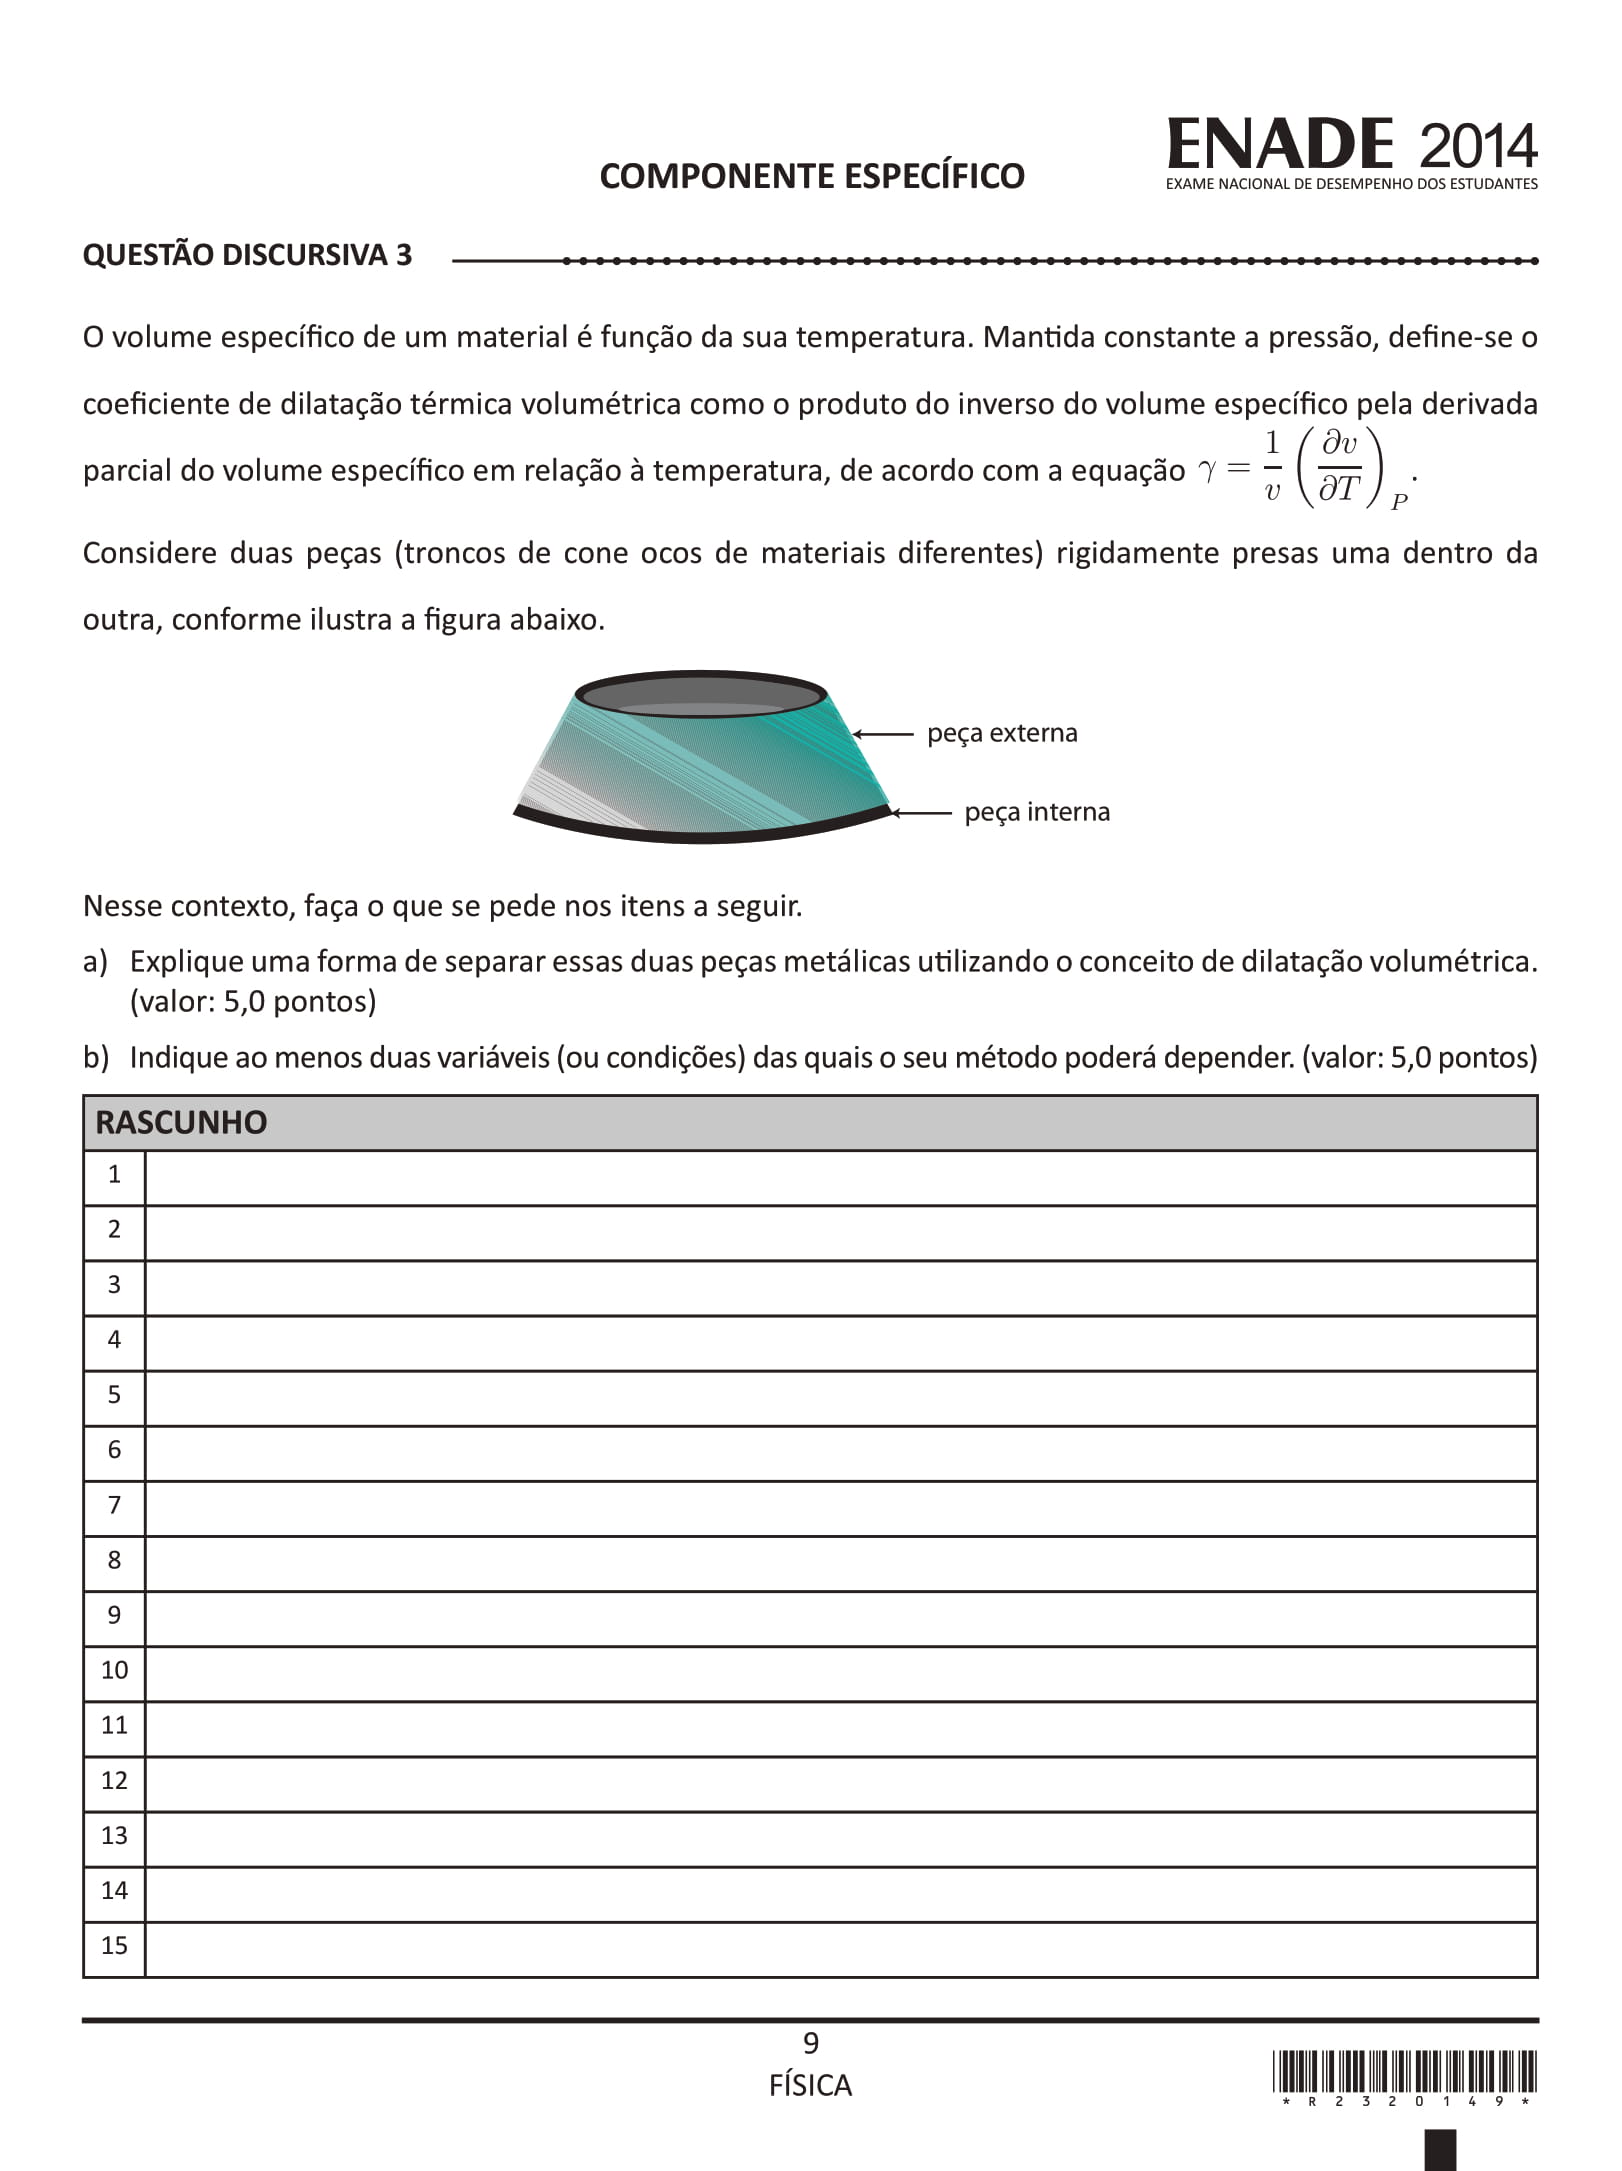 ENADE 2014
EXAME NACIONAL DE DESEMPENHO DOS ESTUDANTES
COMPONENTE ESPECÍFICO
QUESTÃO DISCURSIVA 3
O volume específico de um material é função da sua temperatura. Mantida constante a pressão, define-se o
coeficiente de dilatação térmica volumétrica como o produto do inverso do volume específico pela derivada
parcial do volume específico em relação à temperatura, de acordo com a equação γ = 1/v (∂v/∂T)_P.
Considere duas peças (troncos de cone ocos de materiais diferentes) rigidamente presas uma dentro da
outra, conforme ilustra a figura abaixo.
peça externa
peça interna
Nesse contexto, faça o que se pede nos itens a seguir.
a) Explique uma forma de separar essas duas peças metálicas utilizando o conceito de dilatação volumétrica.
(valor: 5,0 pontos)
b) Indique ao menos duas variáveis (ou condições) das quais o seu método poderá depender. (valor: 5,0 pontos)
RASCUNHO
1
2
3
4
5
6
7
8
9
10
11
12
13
14
15
9
FÍSICA
* R 2 3 2 0 1 4 9 *